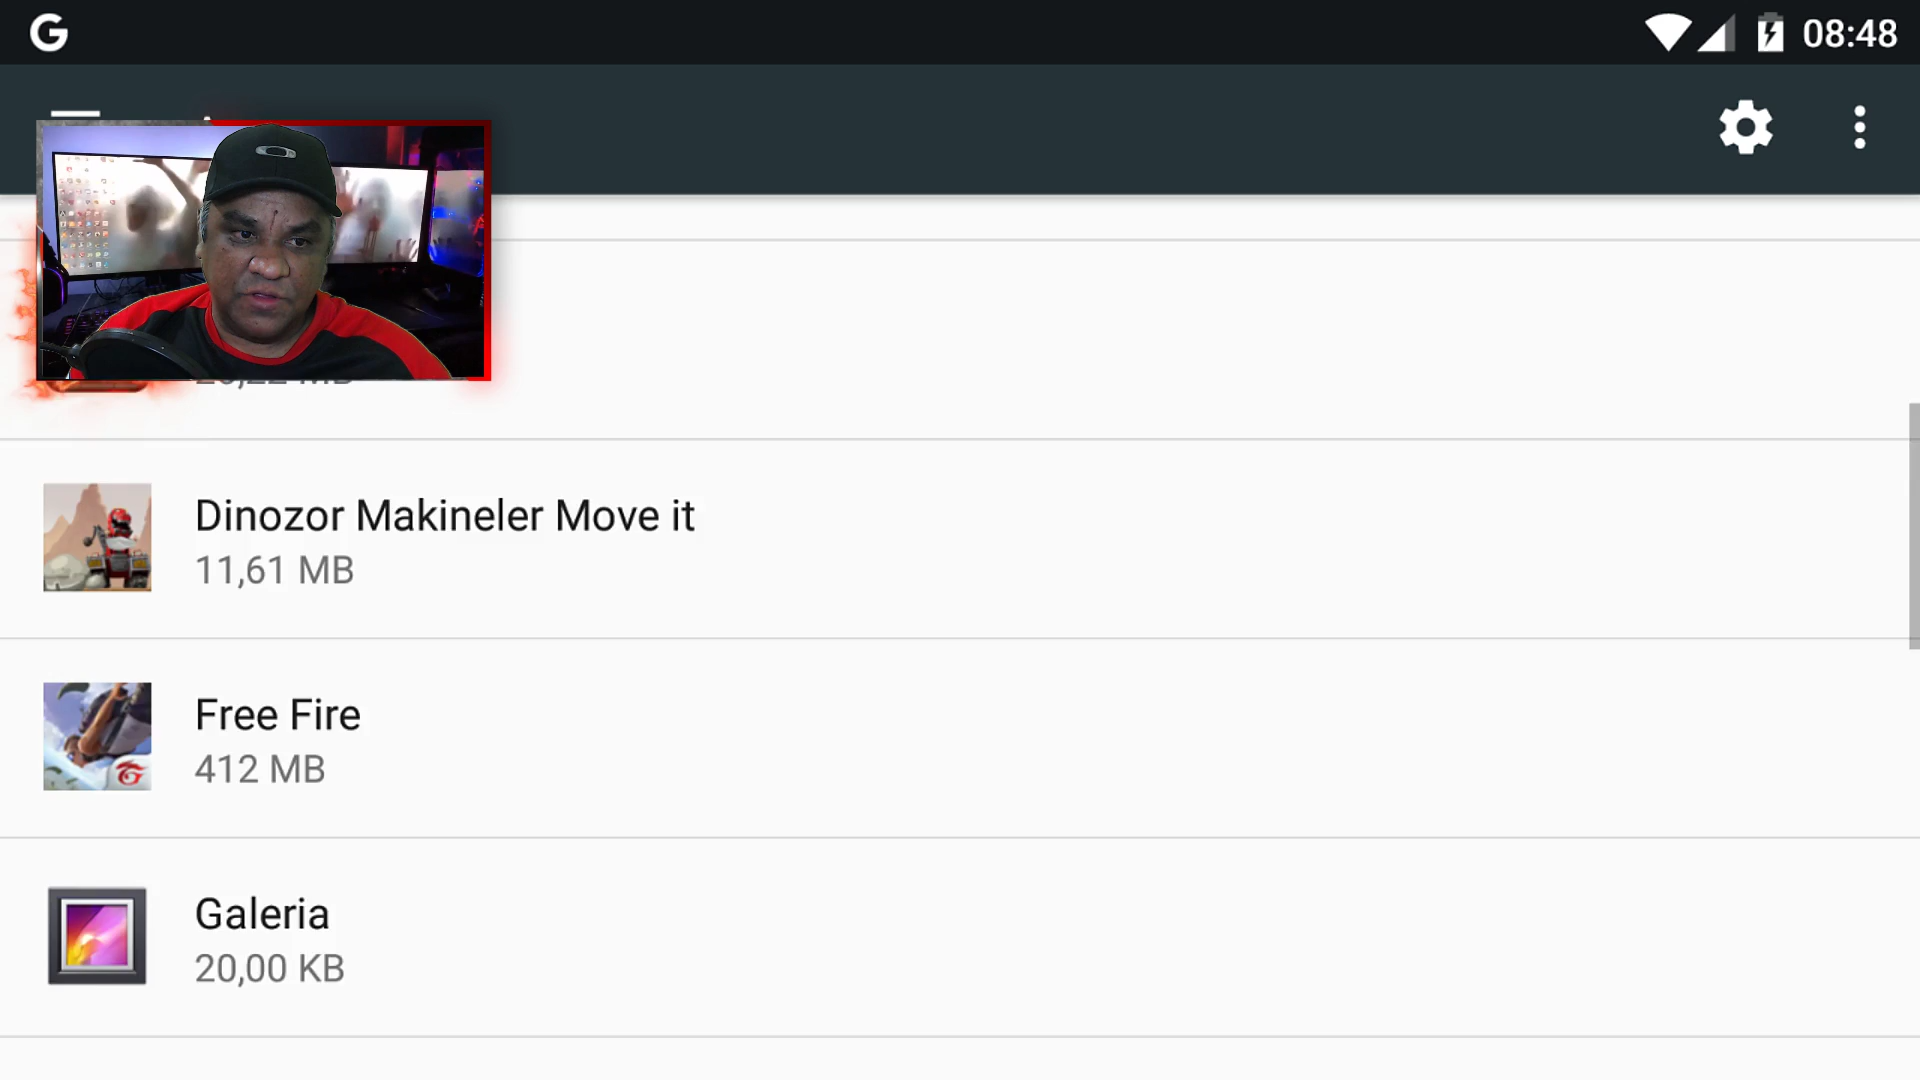 G
08:48
Dinozor Makineler Move it
11,61 MB
Free Fire
412 MB
Galeria
20,00 KB